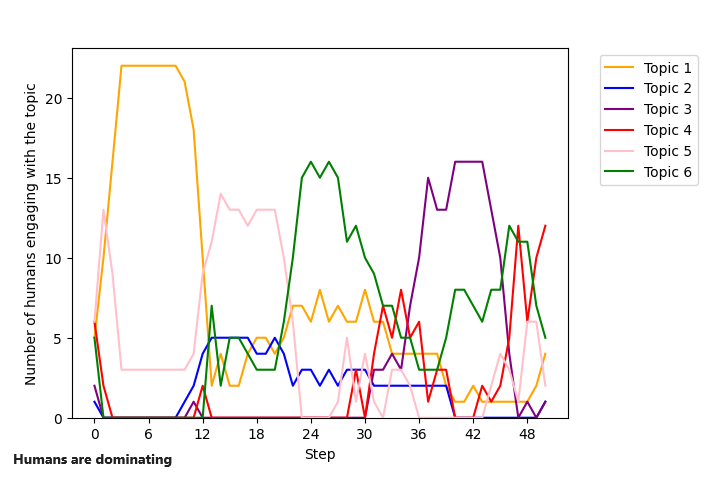 Number of humans engaging with the topic
20
15
10
5
0
0 6 12 18 24 30 36 42 48
Step
Topic 1
Topic 2
Topic 3
Topic 4
Topic 5
Topic 6
Humans are dominating